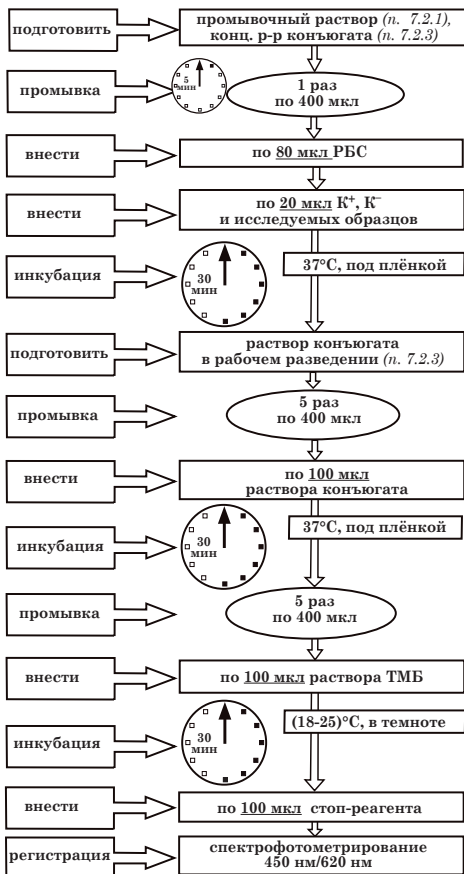 подготовить
промывочный раствор (п. 7.2.1),
конц. р-р конъюгата (п. 7.2.3)
промывка
5
мин
1 раз
по 400 мкл
внести
по 80 мкл РБС
внести
по 20 мкл К⁺, К⁻
и исследуемых образцов
инкубация
30
мин
37°С, под плёнкой
подготовить
раствор конъюгата
в рабочем разведении (п. 7.2.3)
промывка
5 раз
по 400 мкл
внести
по 100 мкл
раствора конъюгата
инкубация
30
мин
37°С, под плёнкой
промывка
5 раз
по 400 мкл
внести
по 100 мкл раствора ТМБ
инкубация
30
мин
(18-25)°С, в темноте
внести
по 100 мкл стоп-реагента
регистрация
спектрофотометрирование
450 нм/620 нм